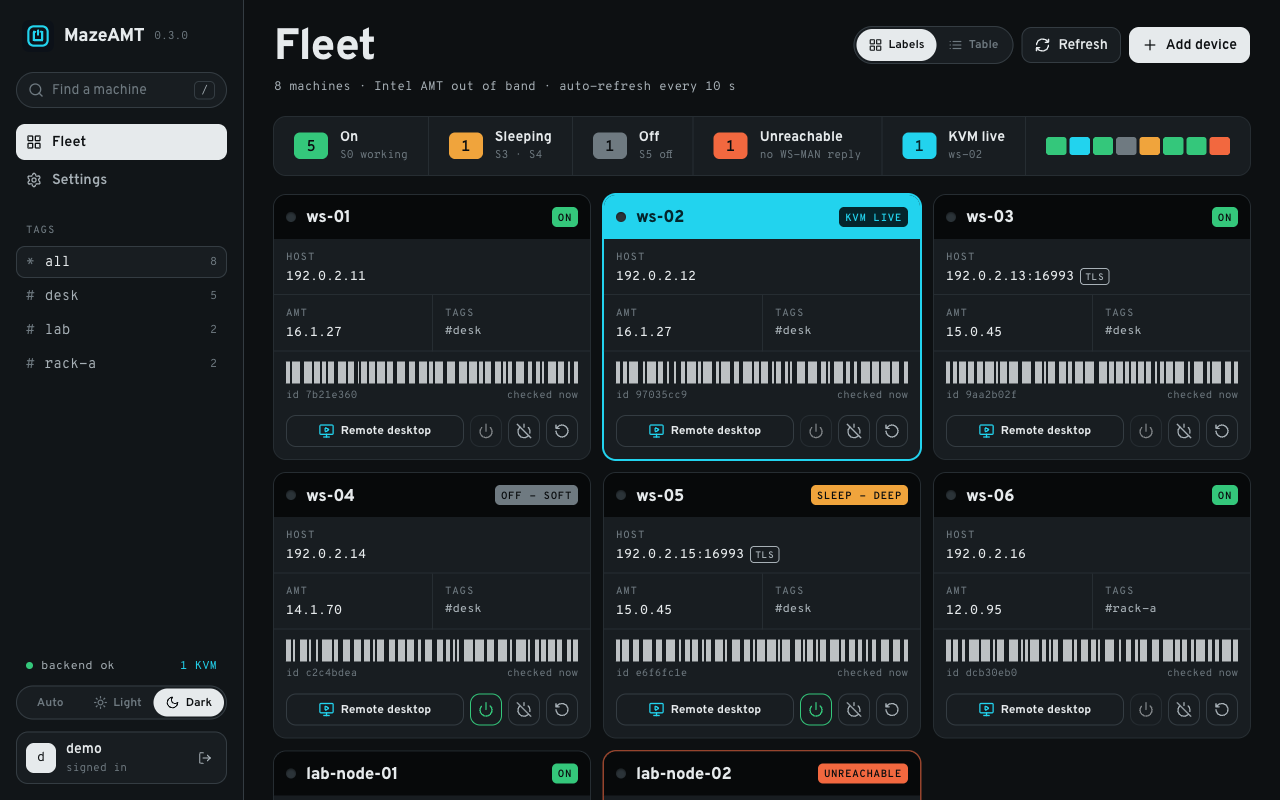 MazeAMT 0.3.0
Find a machine /
Fleet
Settings
TAGS
* all 8
# desk 5
# lab 2
# rack-a 2
backend ok 1 KVM
Auto Light Dark
d demo
signed in
Fleet
Labels Table Refresh Add device
8 machines · Intel AMT out of band · auto-refresh every 10 s
5 On S0 working
1 Sleeping S3 · S4
1 Off S5 off
1 Unreachable no WS-MAN reply
1 KVM live ws-02
ws-01 ON
HOST
192.0.2.11
AMT TAGS
16.1.27 #desk
id 7b21e360 checked now
Remote desktop
ws-02 KVM LIVE
HOST
192.0.2.12
AMT TAGS
16.1.27 #desk
id 97035cc9 checked now
Remote desktop
ws-03 ON
HOST
192.0.2.13:16993 TLS
AMT TAGS
15.0.45 #desk
id 9aa2b02f checked now
Remote desktop
ws-04 OFF - SOFT
HOST
192.0.2.14
AMT TAGS
14.1.70 #desk
id c2c4bdea checked now
Remote desktop
ws-05 SLEEP - DEEP
HOST
192.0.2.15:16993 TLS
AMT TAGS
15.0.45 #desk
id e6f6fc1e checked now
Remote desktop
ws-06 ON
HOST
192.0.2.16
AMT TAGS
12.0.95 #rack-a
id dcb30eb0 checked now
Remote desktop
lab-node-01 ON
lab-node-02 UNREACHABLE